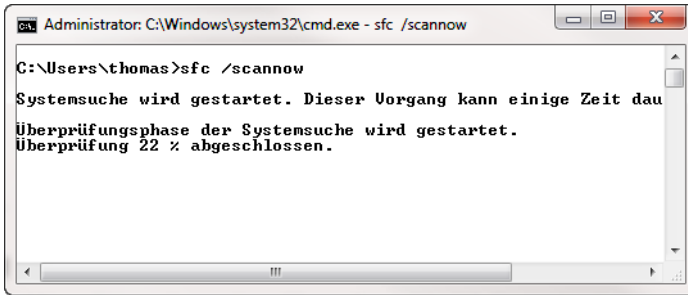 Administrator: C:\Windows\system32\cmd.exe - sfc /scannow
C:\Users\thomas>sfc /scannow
Systemsuche wird gestartet. Dieser Vorgang kann einige Zeit dau
Überprüfungsphase der Systemsuche wird gestartet.
Überprüfung 22 % abgeschlossen.